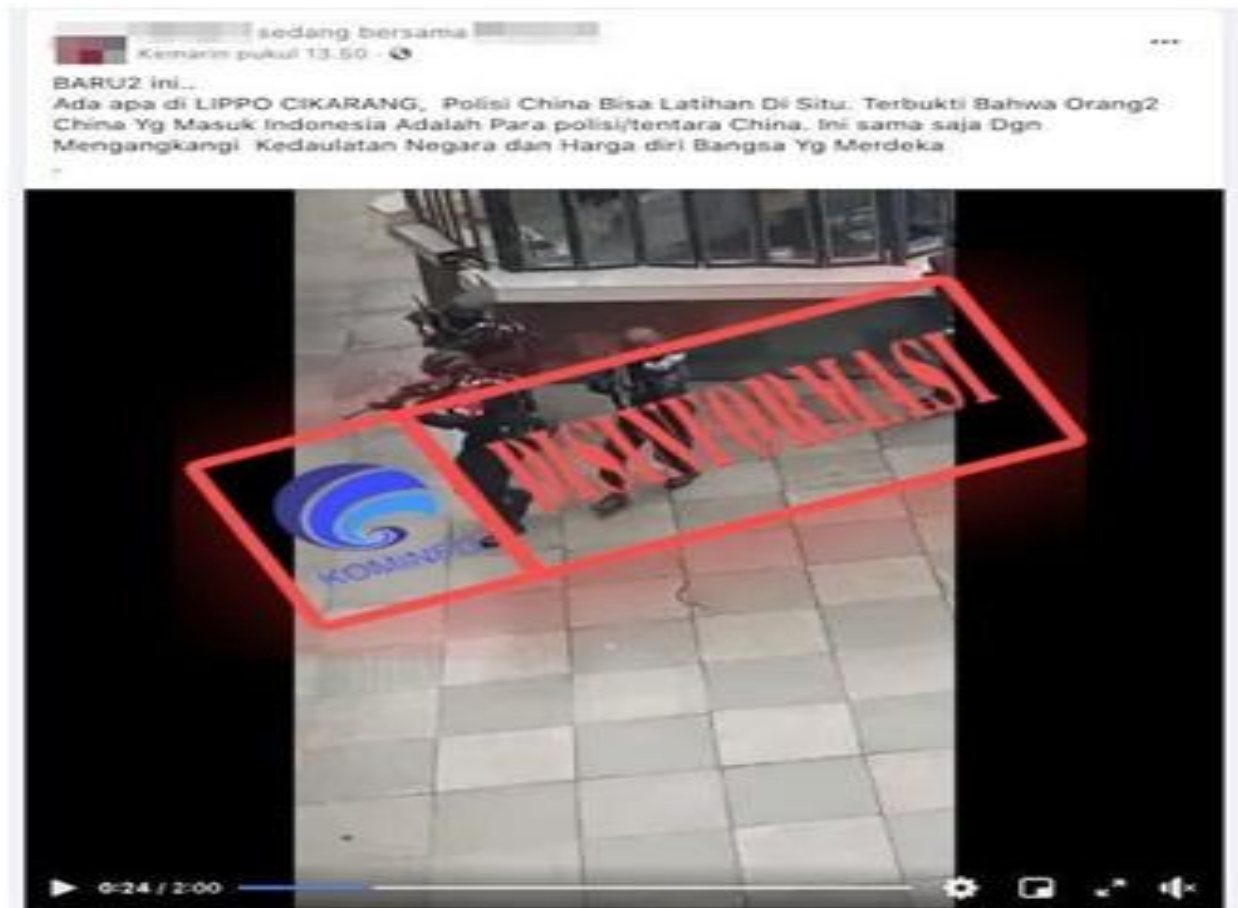 sedang bersama
Kemarin pukul 13.50
BARU2 ini..
Ada apa di LIPPO CIKARANG, Polisi China Bisa Latihan Di Situ. Terbukti Bahwa Orang2
China Yg Masuk Indonesia Adalah Para polisi/tentara China. Ini sama saja Dgn
Mengangkangi Kedaulatan Negara dan Harga diri Bangsa Yg Merdeka
DISINFORMASI
KOMINFO
0:24 / 2:00